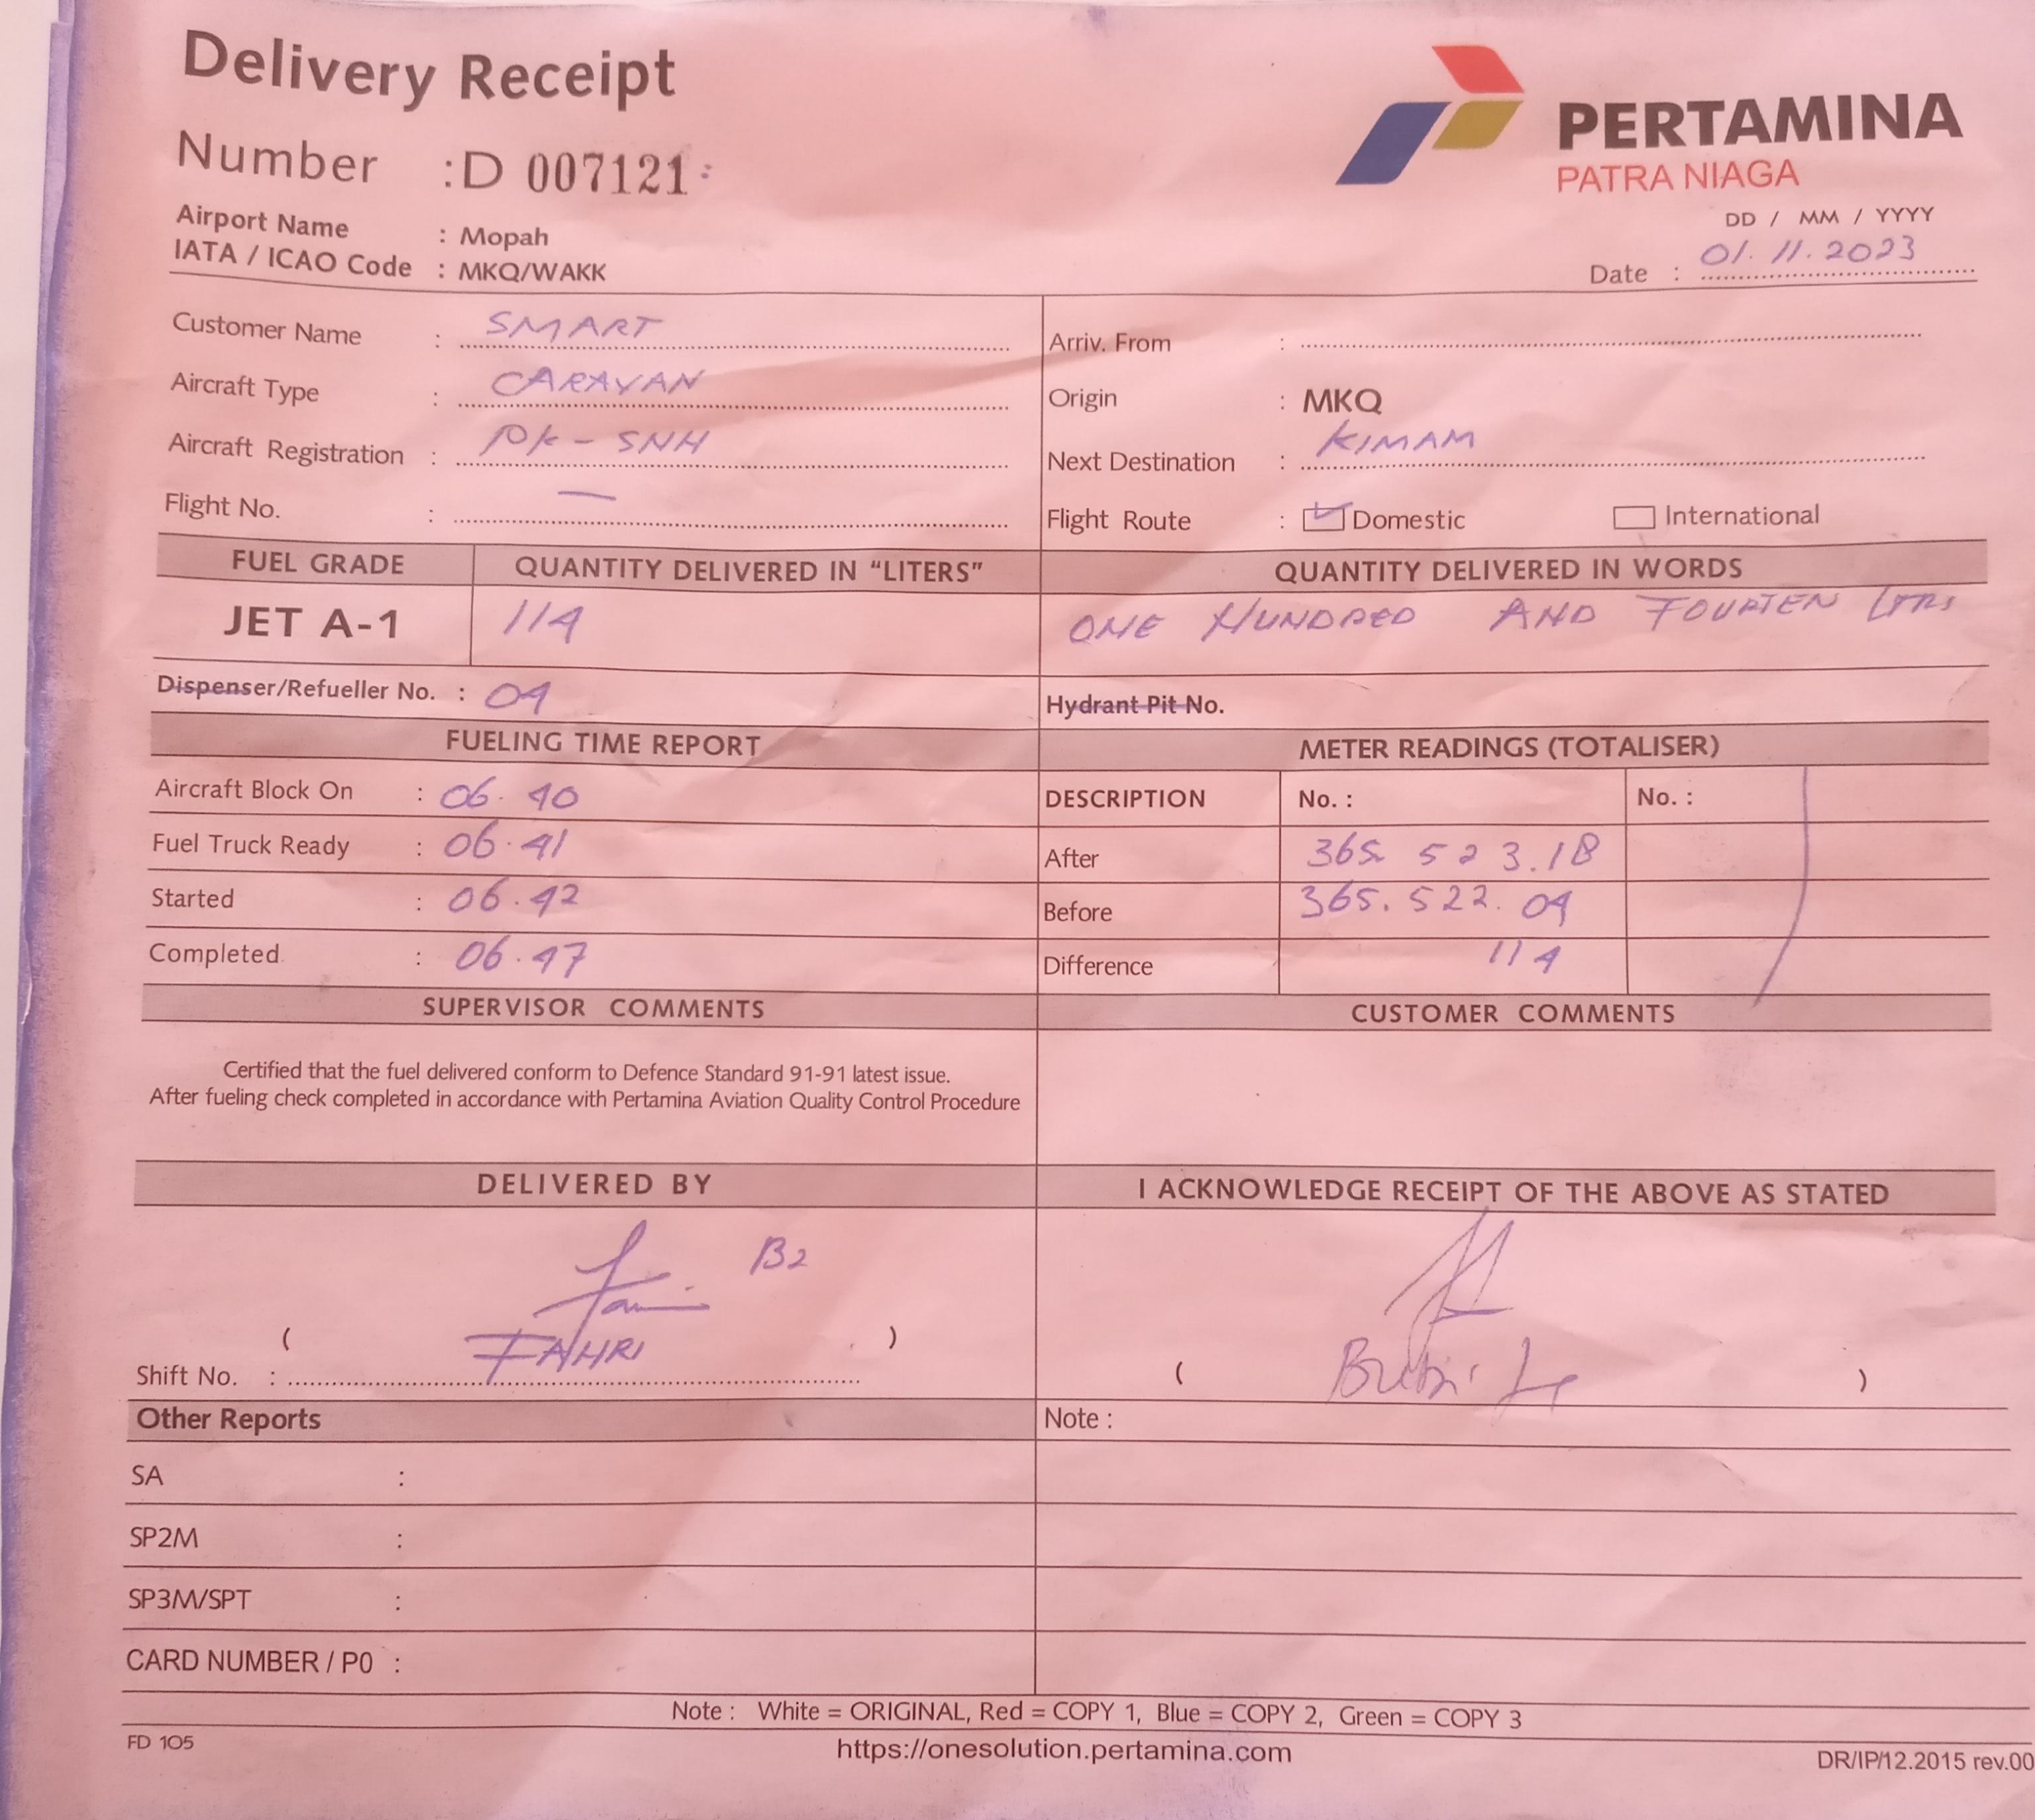 Delivery Receipt
PERTAMINA
PATRA NIAGA
Number : D 007121
Airport Name : Mopah
IATA / ICAO Code : MKQ/WAKK
DD / MM / YYYY
Date : 01.11.2023
Customer Name : SMART
Arriv. From :
Aircraft Type : CARAVAN
Origin : MKQ
Aircraft Registration : PK - SNH
Next Destination : KIMAM
Flight No. : —
Flight Route : Domestic International
FUEL GRADE QUANTITY DELIVERED IN “LITERS” QUANTITY DELIVERED IN WORDS
JET A-1 114 ONE HUNDRED AND FOURTEN LTRS
Dispenser/Refueller No. : 04 Hydrant Pit No.
FUELING TIME REPORT METER READINGS (TOTALISER)
Aircraft Block On : 06.40 DESCRIPTION No. : No. :
Fuel Truck Ready : 06.41 After 365.523.18
Started : 06.42 Before 365.522.04
Completed : 06.47 Difference 114
SUPERVISOR COMMENTS CUSTOMER COMMENTS
Certified that the fuel delivered conform to Defence Standard 91-91 latest issue.
After fueling check completed in accordance with Pertamina Aviation Quality Control Procedure
DELIVERED BY I ACKNOWLEDGE RECEIPT OF THE ABOVE AS STATED
B2
( FAHRI )
Shift No. :
( )
Other Reports Note :
SA :
SP2M :
SP3M/SPT :
CARD NUMBER / P0 :
Note : White = ORIGINAL, Red = COPY 1, Blue = COPY 2, Green = COPY 3
FD 105 https://onesolution.pertamina.com DR/IP/12.2015 rev.00